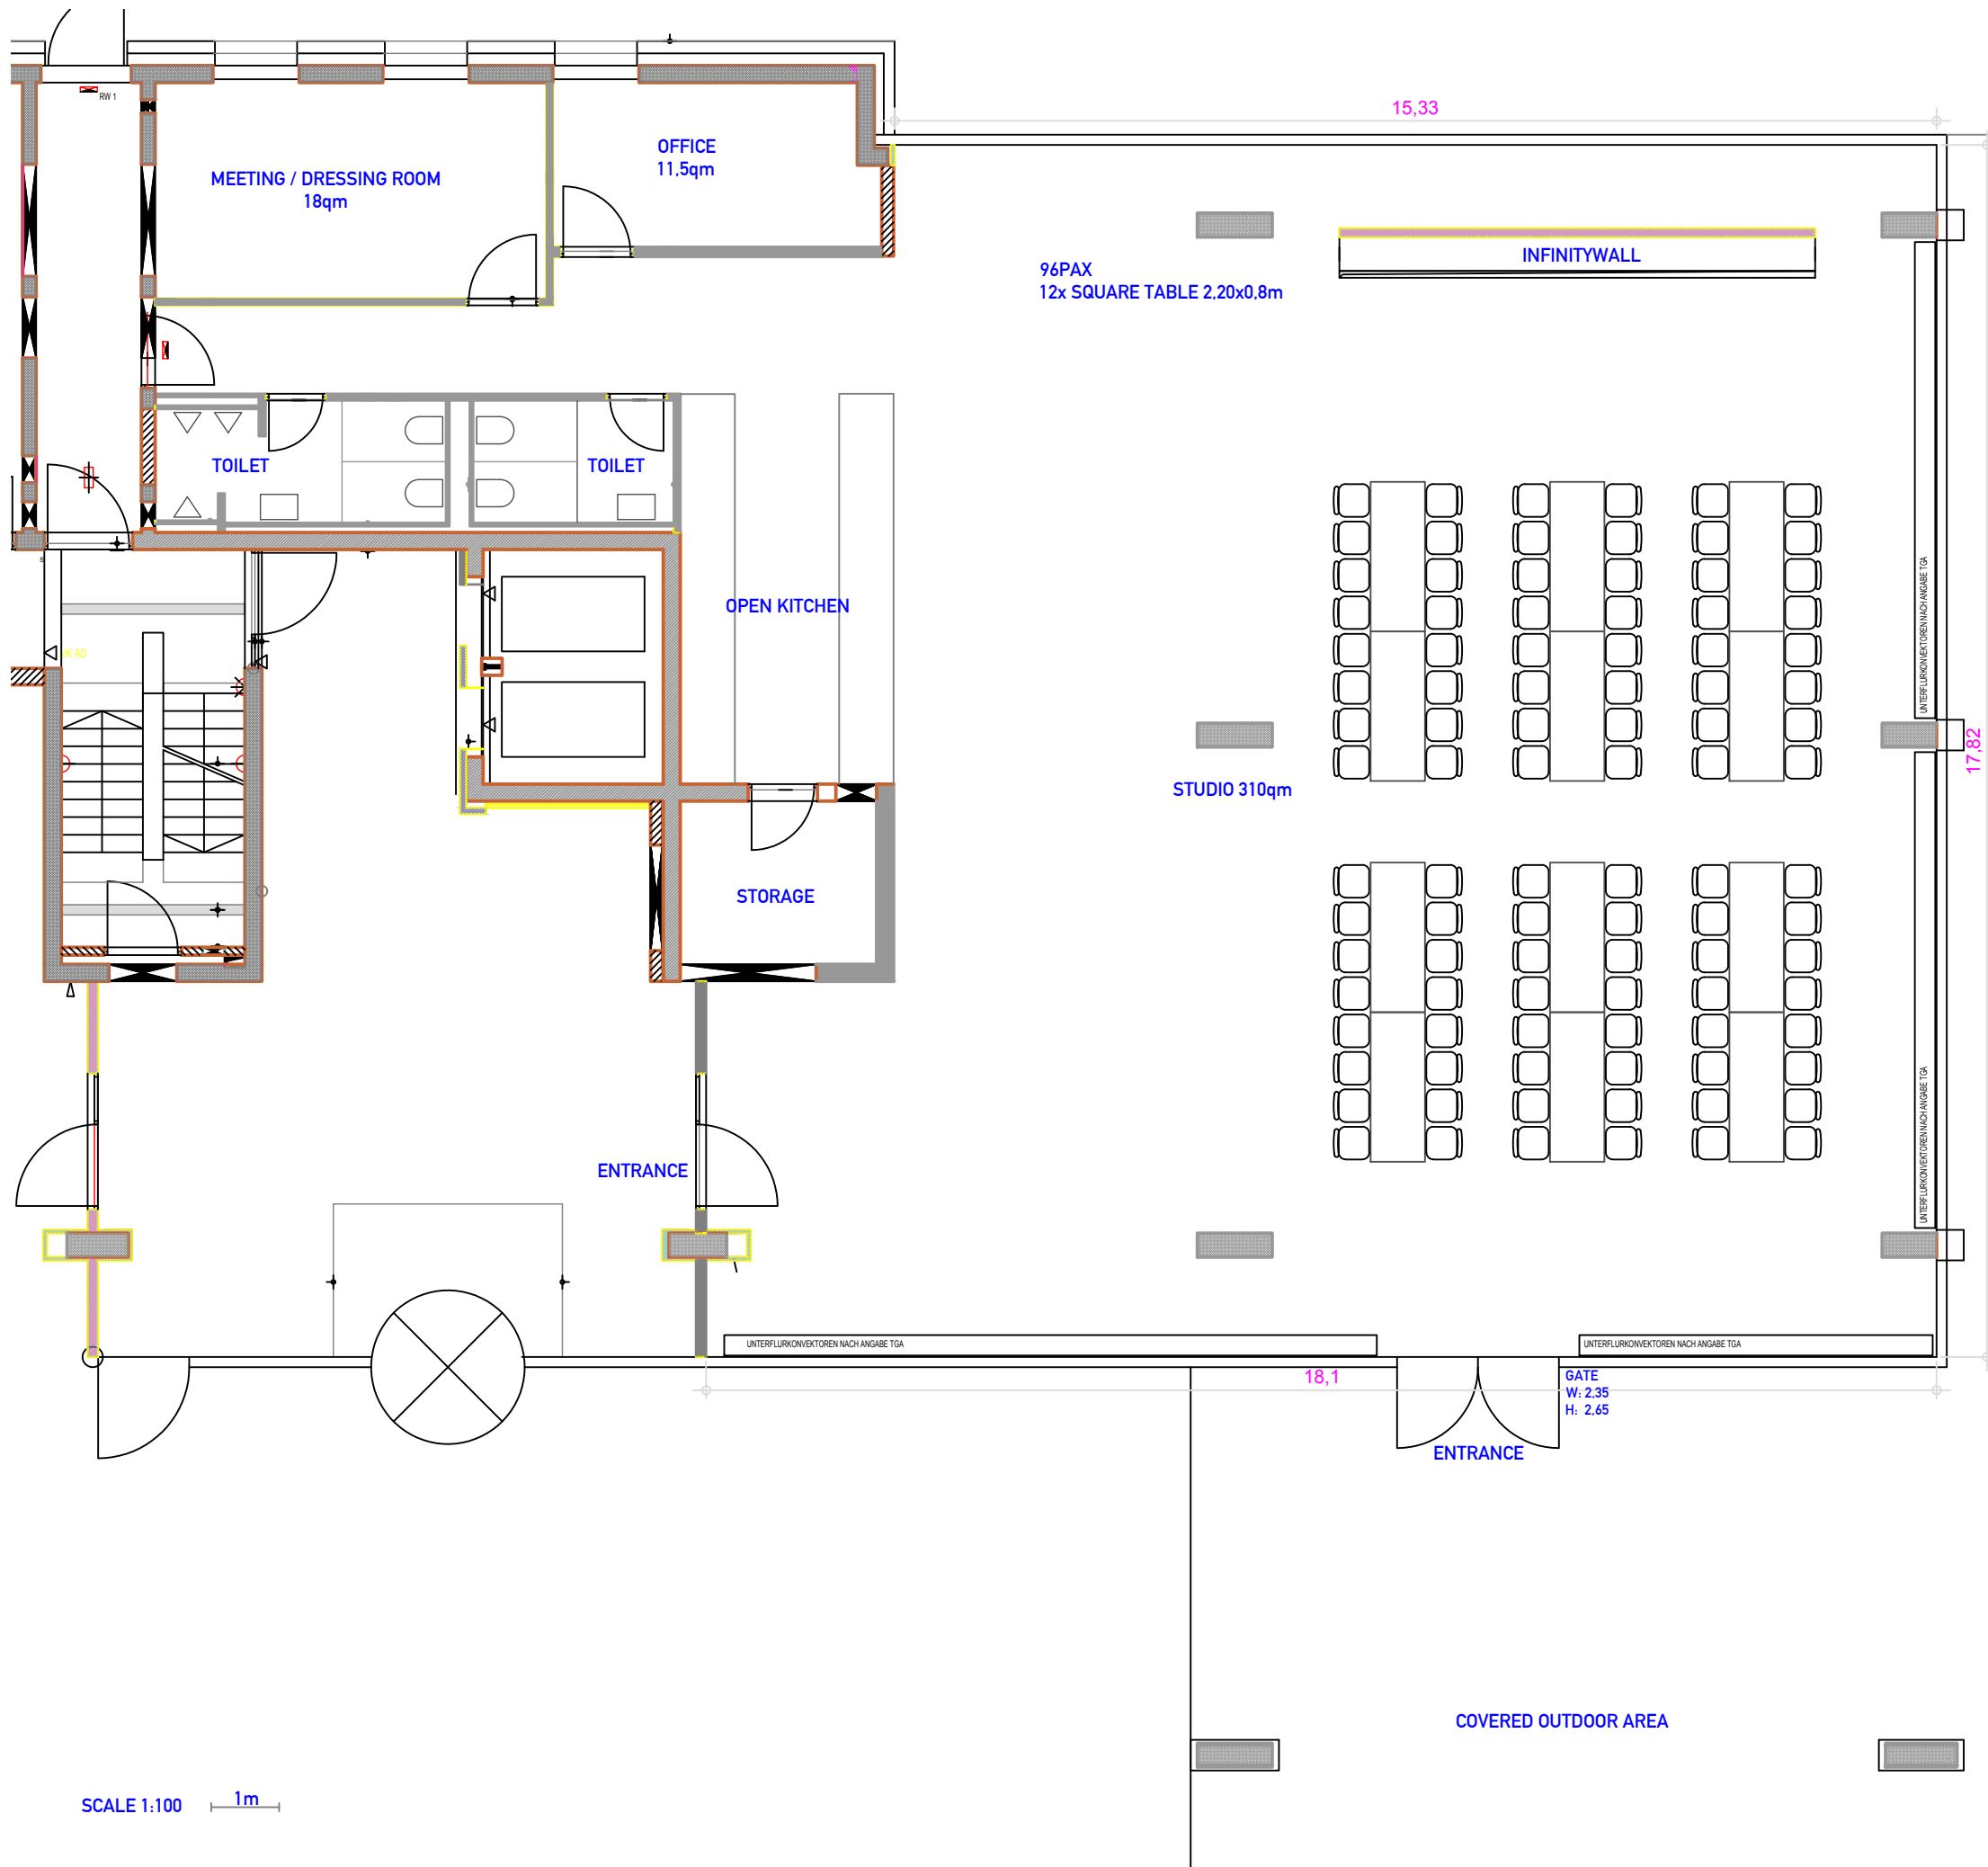 15,33
RW 1
OFFICE
11,5qm
MEETING / DRESSING ROOM
18qm
INFINITYWALL
96PAX
12x SQUARE TABLE 2,20x0,8m
TOILET
TOILET
OPEN KITCHEN
UNTERFLURKONVEKTOREN NACH ANGABE TGA
17,82
STUDIO 310qm
STORAGE
UNTERFLURKONVEKTOREN NACH ANGABE TGA
ENTRANCE
UNTERFLURKONVEKTOREN NACH ANGABE TGA
UNTERFLURKONVEKTOREN NACH ANGABE TGA
18,1
GATE
W: 2,35
H: 2,65
ENTRANCE
COVERED OUTDOOR AREA
SCALE 1:100
1m